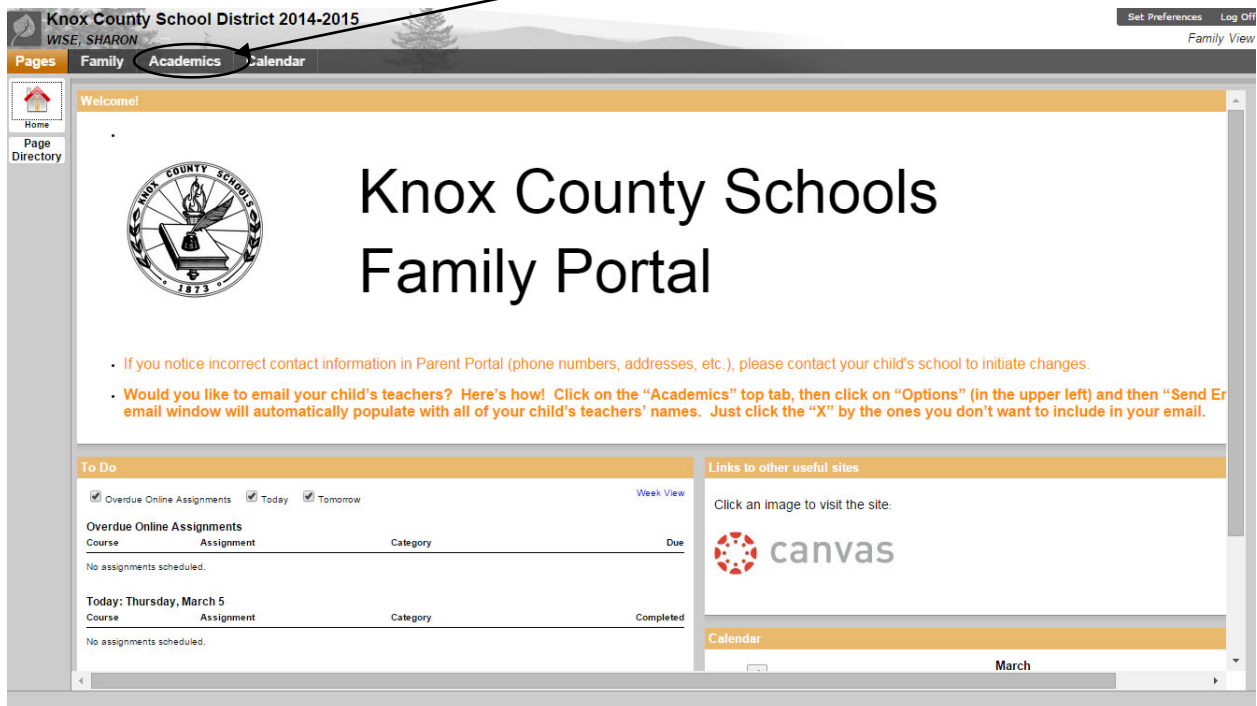 Knox County School District 2014-2015
Set Preferences Log Off
WISE, SHARON
Family View
Pages Family Academics Calendar
Home
Page
Directory
Welcome!
COUNTY SCHOOLS
1873
Knox County Schools
Family Portal
• If you notice incorrect contact information in Parent Portal (phone numbers, addresses, etc.), please contact your child's school to initiate changes.
• Would you like to email your child’s teachers? Here’s how! Click on the “Academics” top tab, then click on “Options” (in the upper left) and then “Send Er
email window will automatically populate with all of your child’s teachers’ names. Just click the “X” by the ones you don’t want to include in your email.
To Do
Overdue Online Assignments Today Tomorrow
Week View
Overdue Online Assignments
Course Assignment Category Due
No assignments scheduled.
Today: Thursday, March 5
Course Assignment Category Completed
No assignments scheduled.
Links to other useful sites
Click an image to visit the site:
canvas
Calendar
March